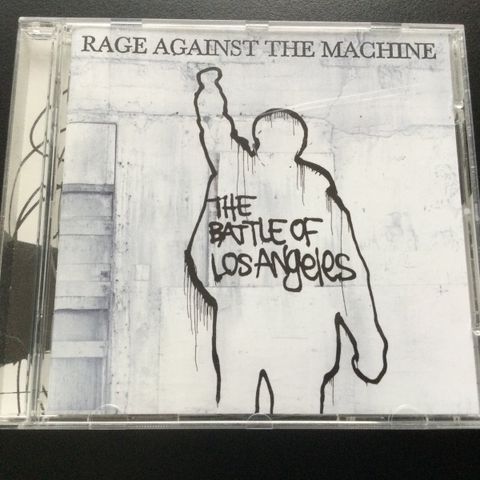 RAGE AGAINST THE MACHINE
THE
BATTLE OF
LOS ANgeles